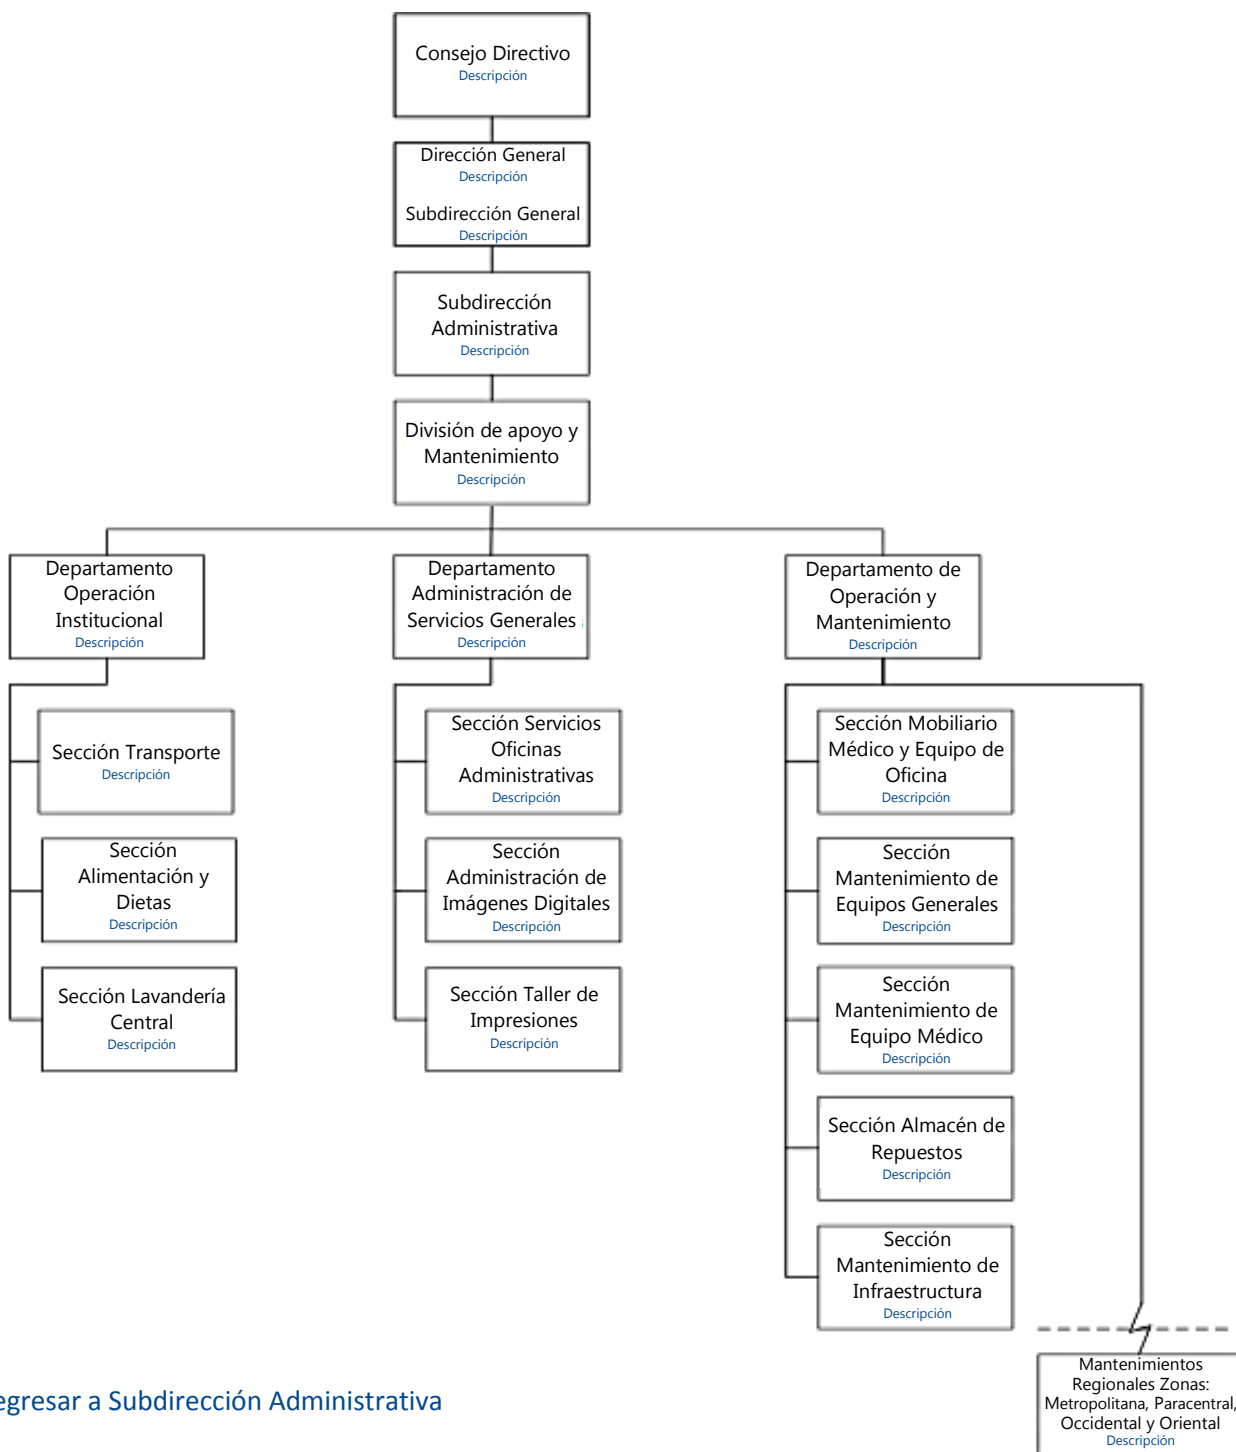 Consejo Directivo
Descripción
Dirección General
Descripción
Subdirección General
Descripción
Subdirección
Administrativa
Descripción
División de apoyo y
Mantenimiento
Descripción
Departamento
Operación
Institucional
Descripción
Departamento
Administración de
Servicios Generales
Descripción
Departamento de
Operación y
Mantenimiento
Descripción
Sección Transporte
Descripción
Sección
Alimentación y
Dietas
Descripción
Sección Lavandería
Central
Descripción
Sección Servicios
Oficinas
Administrativas
Descripción
Sección
Administración de
Imágenes Digitales
Descripción
Sección Taller de
Impresiones
Descripción
Sección Mobiliario
Médico y Equipo de
Oficina
Descripción
Sección
Mantenimiento de
Equipos Generales
Descripción
Sección
Mantenimiento de
Equipo Médico
Descripción
Sección Almacén de
Repuestos
Descripción
Sección
Mantenimiento de
Infraestructura
Descripción
Mantenimientos
Regionales Zonas:
Metropolitana, Paracentral,
Occidental y Oriental
Descripción
egresar a Subdirección Administrativa